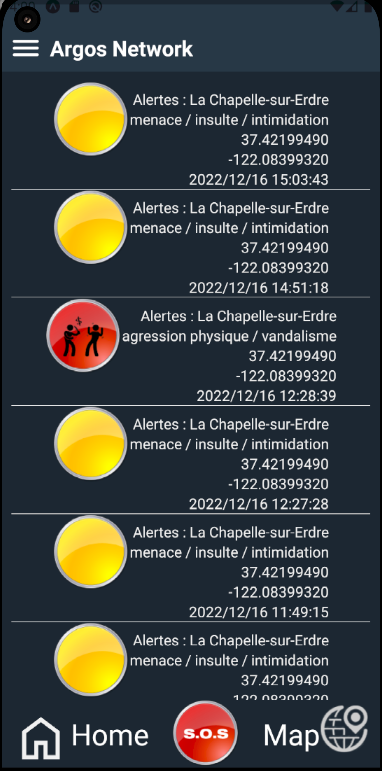 Argos Network
Alertes : La Chapelle-sur-Erdre
menace / insulte / intimidation
37.42199490
-122.08399320
2022/12/16 15:03:43
Alertes : La Chapelle-sur-Erdre
menace / insulte / intimidation
37.42199490
-122.08399320
2022/12/16 14:51:18
Alertes : La Chapelle-sur-Erdre
agression physique / vandalisme
37.42199490
-122.08399320
2022/12/16 12:28:39
Alertes : La Chapelle-sur-Erdre
menace / insulte / intimidation
37.42199490
-122.08399320
2022/12/16 12:27:28
Alertes : La Chapelle-sur-Erdre
menace / insulte / intimidation
37.42199490
-122.08399320
2022/12/16 11:49:15
Alertes : La Chapelle-sur-Erdre
menace / insulte / intimidation
37.42199490
-122.08399320
Home
S.O.S
Map